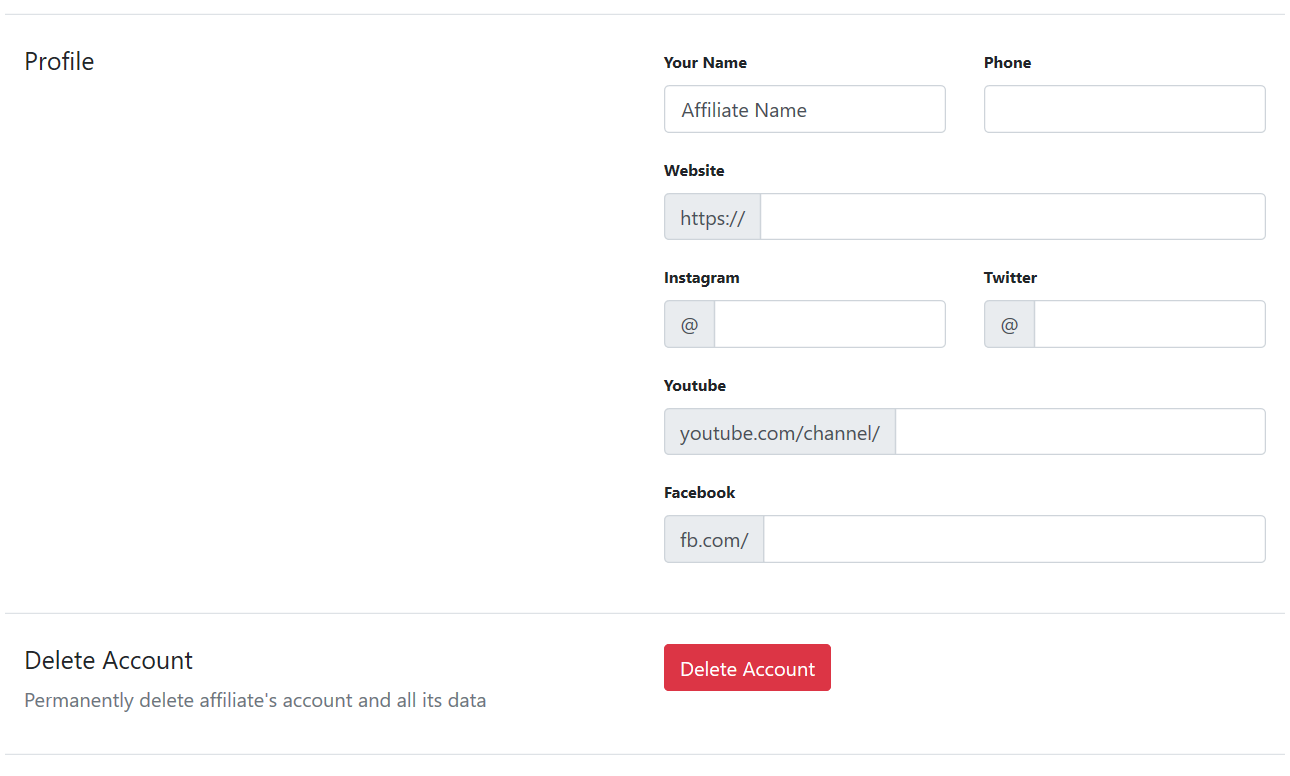 Profile
Your Name
Phone
Affiliate Name
Website
https://
Instagram
Twitter
@
@
Youtube
youtube.com/channel/
Facebook
fb.com/
Delete Account
Delete Account
Permanently delete affiliate's account and all its data